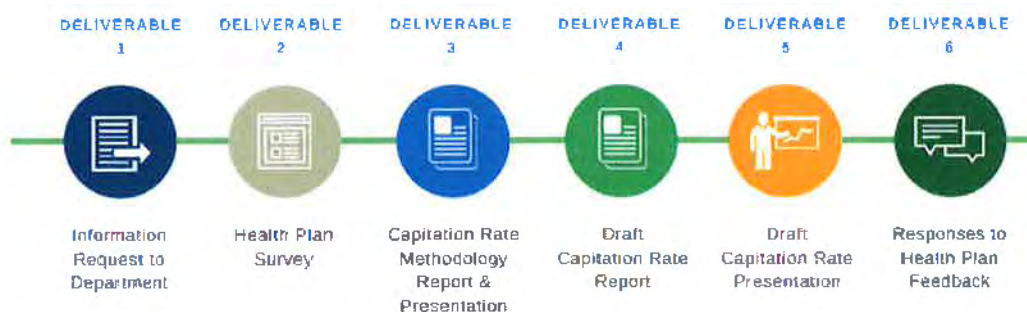 DELIVERABLE
1
DELIVERABLE
2
DELIVERABLE
3
DELIVERABLE
4
DELIVERABLE
5
DELIVERABLE
6
Information
Request to
Department
Health Plan
Survey
Capitation Rate
Methodology
Report &
Presentation
Draft
Capitation Rate
Report
Draft
Capitation Rate
Presentation
Responses to
Health Plan
Feedback